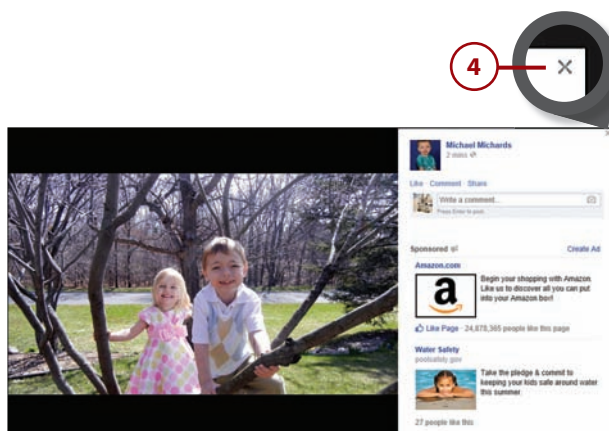 4
Michael Michards
2 mins
Like · Comment · Share
Write a comment...
Press Enter to post.
Sponsored
Create Ad
Amazon.com
a
Begin your shopping with Amazon.
Like us to discover all you can put
into your Amazon box!
Like Page · 24,878,365 people like this page
Water Safety
poolsafely.gov
Take the pledge & commit to
keeping your kids safe around water
this summer.
27 people like this